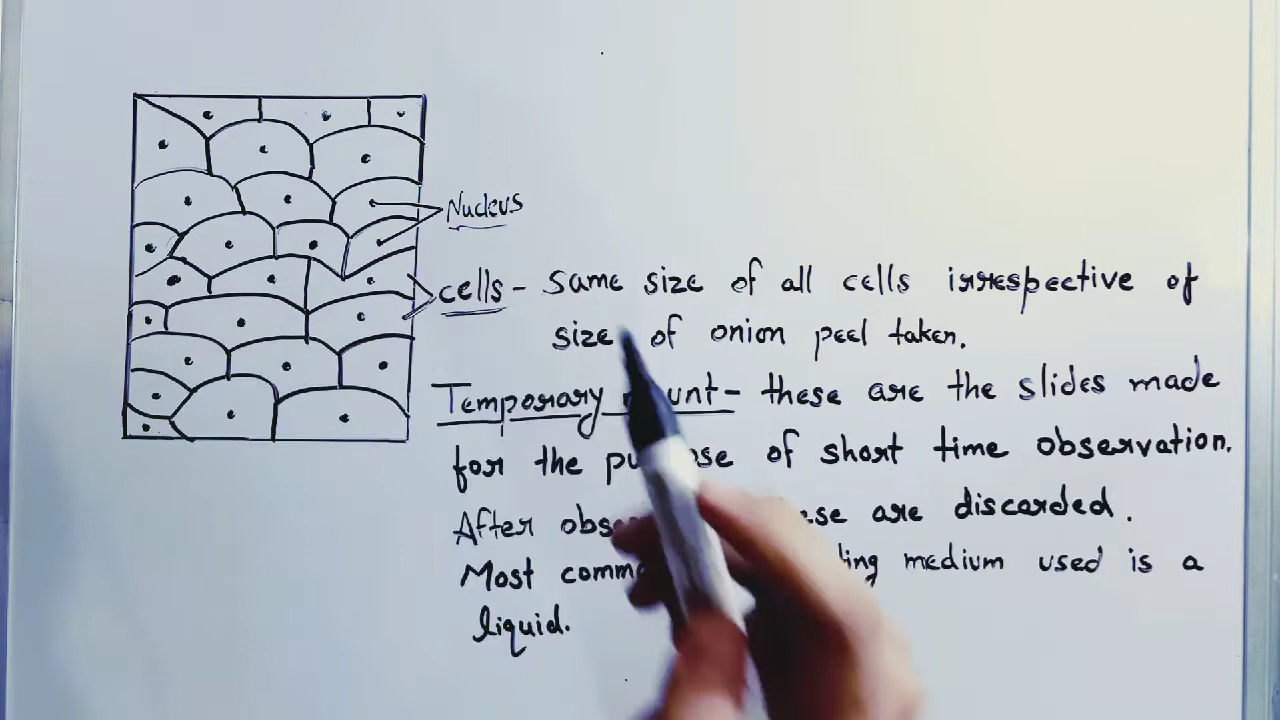 Nucleus
cells - same size of all cells irrespective of
size of onion peel taken.
Temporary - these are the slides made
for the of short time observation.
After are discarded.
Most medium used is a
liquid.